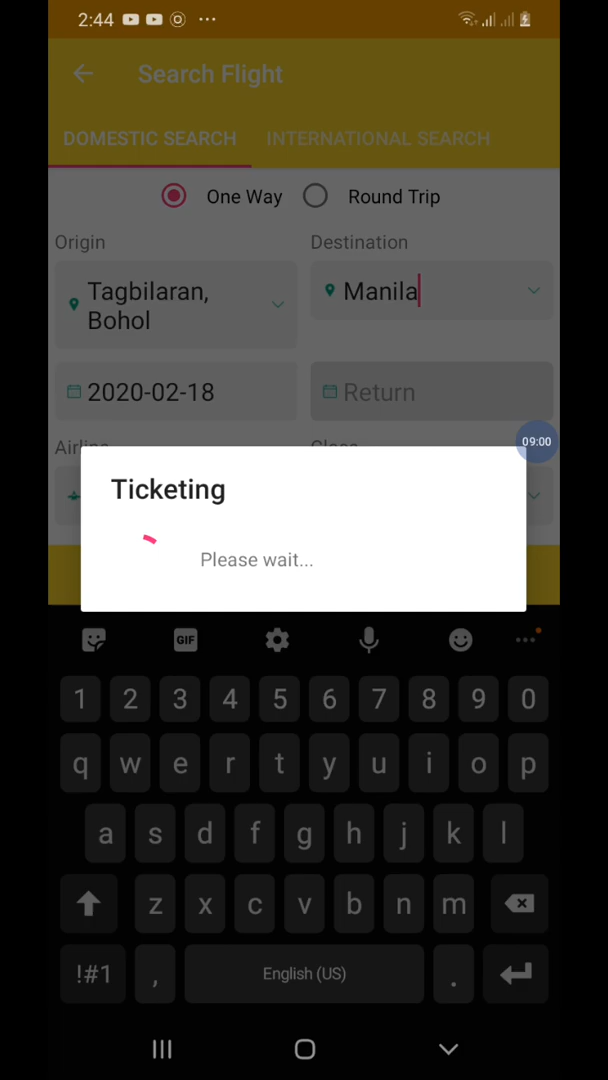 2:44
Search Flight
DOMESTIC SEARCH INTERNATIONAL SEARCH
One Way Round Trip
Origin Destination
Tagbilaran, Bohol
Manila
2020-02-18 Return
09:00
Ticketing
Please wait...
GIF
1 2 3 4 5 6 7 8 9 0
q w e r t y u i o p
a s d f g h j k l
z x c v b n m
!#1 , English (US) .